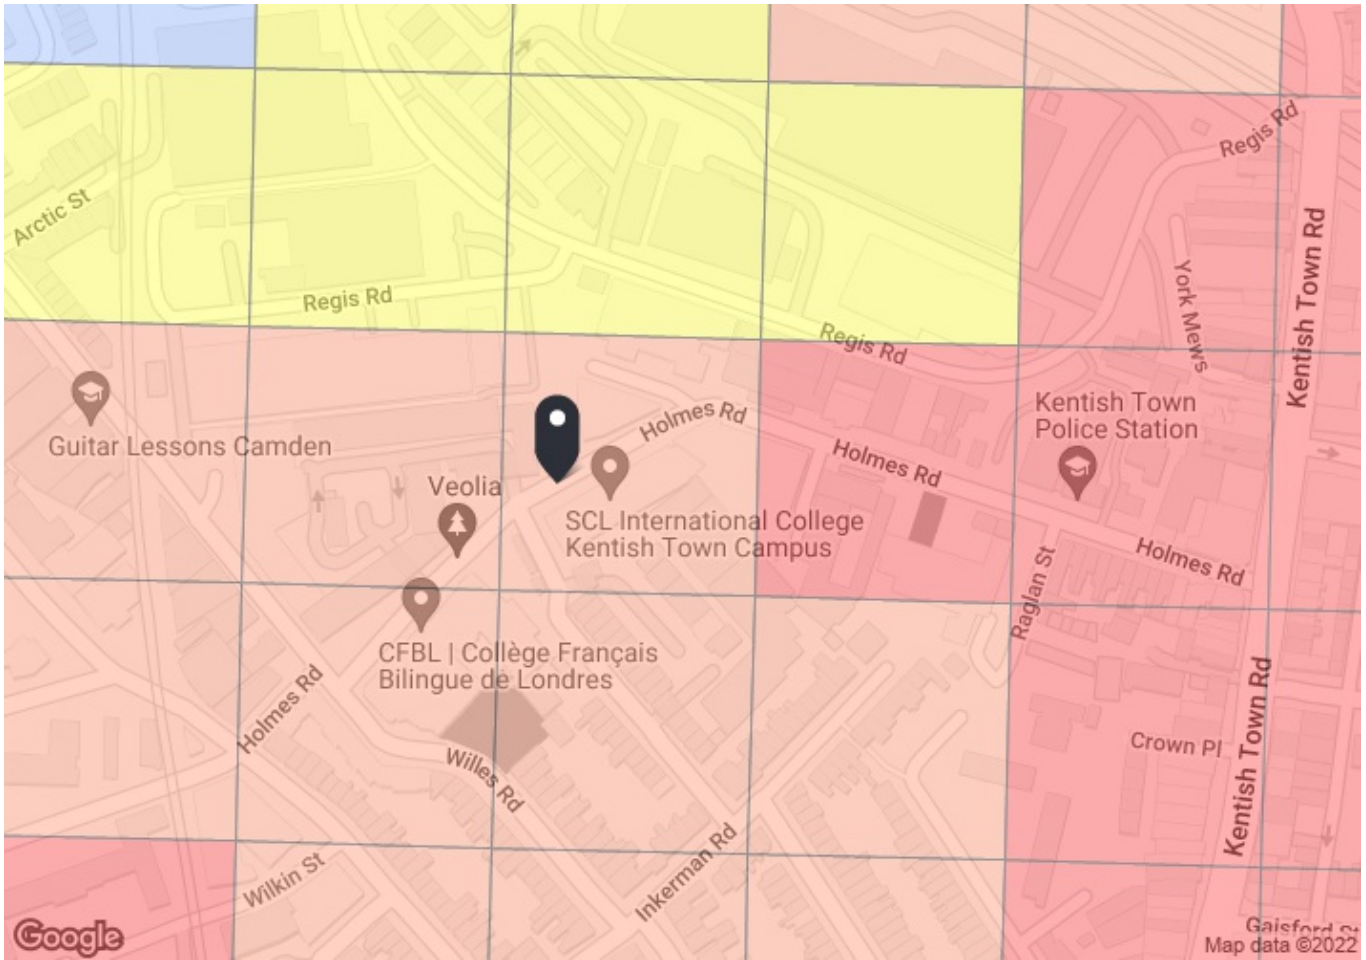 Regis Rd
Arctic St
Kentish Town Rd
York Mews
Regis Rd
Regis Rd
Kentish Town
Police Station
Holmes Rd
Guitar Lessons Camden
Holmes Rd
Veolia
SCL International College
Kentish Town Campus
Holmes Rd
Raglan St
CFBL | Collège Français
Bilingue de Londres
Holmes Rd
Kentish Town Rd
Crown Pl
Willes Rd
Inkerman Rd
Wilkin St
Google
Gaisford St
Map data ©2022